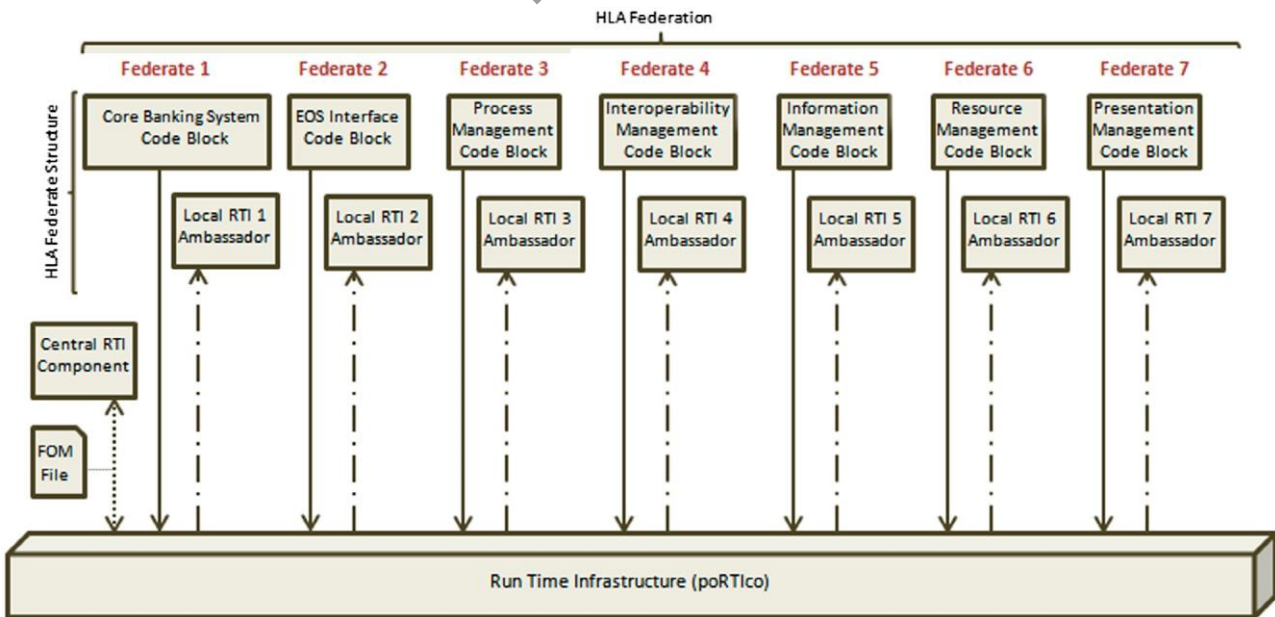 HLA Federation
Federate 1
Federate 2
Federate 3
Federate 4
Federate 5
Federate 6
Federate 7
HLA Federate Structure
Core Banking System
Code Block
EOS Interface
Code Block
Process
Management
Code Block
Interoperability
Management
Code Block
Information
Management
Code Block
Resource
Management
Code Block
Presentation
Management
Code Block
Local RTI 1
Ambassador
Local RTI 2
Ambassador
Local RTI 3
Ambassador
Local RTI 4
Ambassador
Local RTI 5
Ambassador
Local RTI 6
Ambassador
Local RTI 7
Ambassador
Central RTI
Component
FOM
File
Run Time Infrastructure (poRTIco)